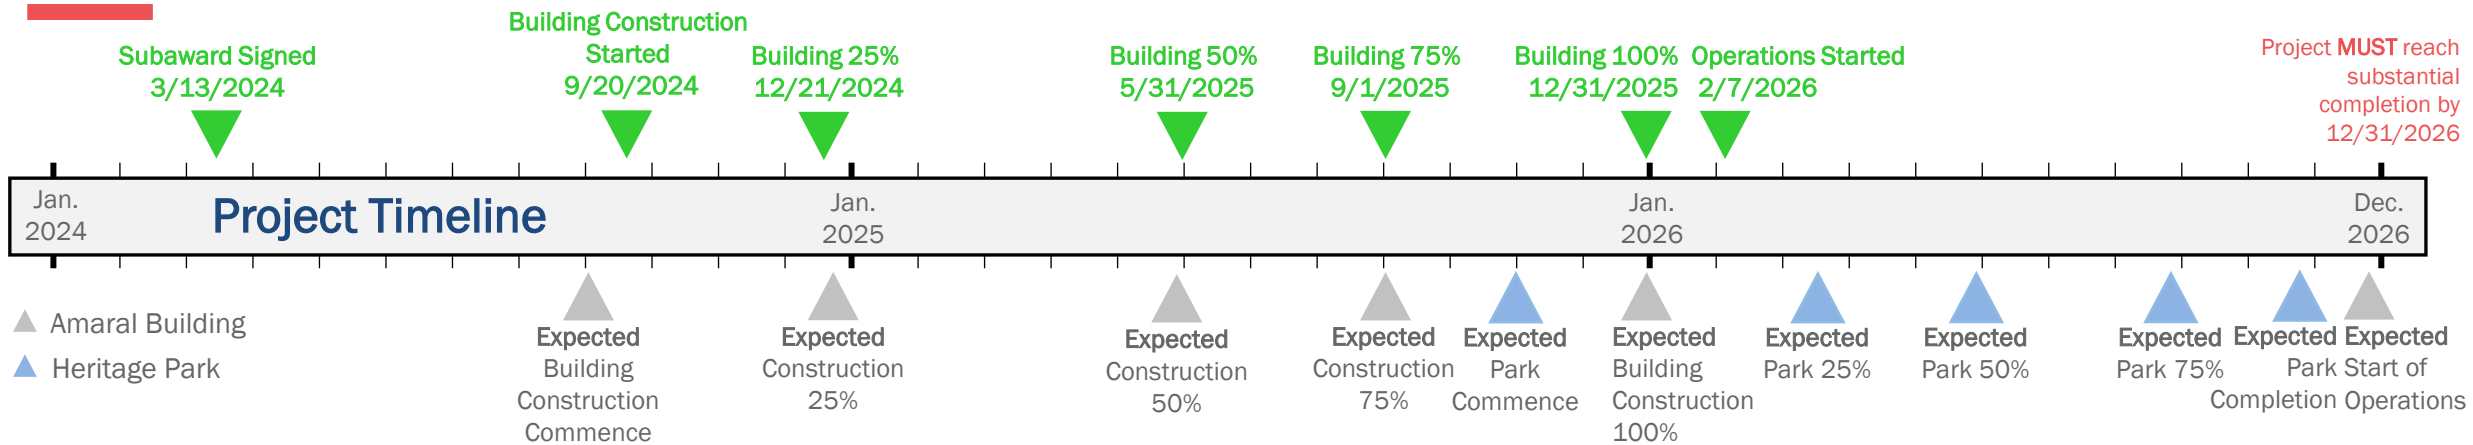 Subaward Signed
3/13/2024
Building Construction
Started
9/20/2024
Building 25%
12/21/2024
Building 50%
5/31/2025
Building 75%
9/1/2025
Building 100%
12/31/2025
Operations Started
2/7/2026
Project MUST reach
substantial
completion by
12/31/2026
Jan.
2024
Project Timeline
Jan.
2025
Jan.
2026
Dec.
2026
Amaral Building
Heritage Park
Expected
Building
Construction
Commence
Expected
Construction
25%
Expected
Construction
50%
Expected
Construction
75%
Expected
Park
Commence
Expected
Building
Construction
100%
Expected
Park 25%
Expected
Park 50%
Expected
Park 75%
Expected
Park
Completion
Expected
Start of
Operations